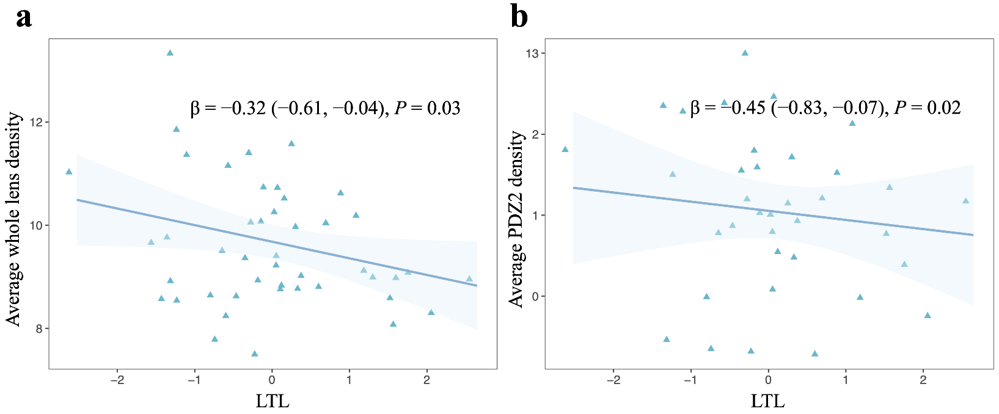 a
Average whole lens density
12
10
8
β = −0.32 (−0.61, −0.04), P = 0.03
−2 −1 0 1 2
LTL
b
Average PDZ2 density
13
2
1
0
β = −0.45 (−0.83, −0.07), P = 0.02
−2 −1 0 1 2
LTL